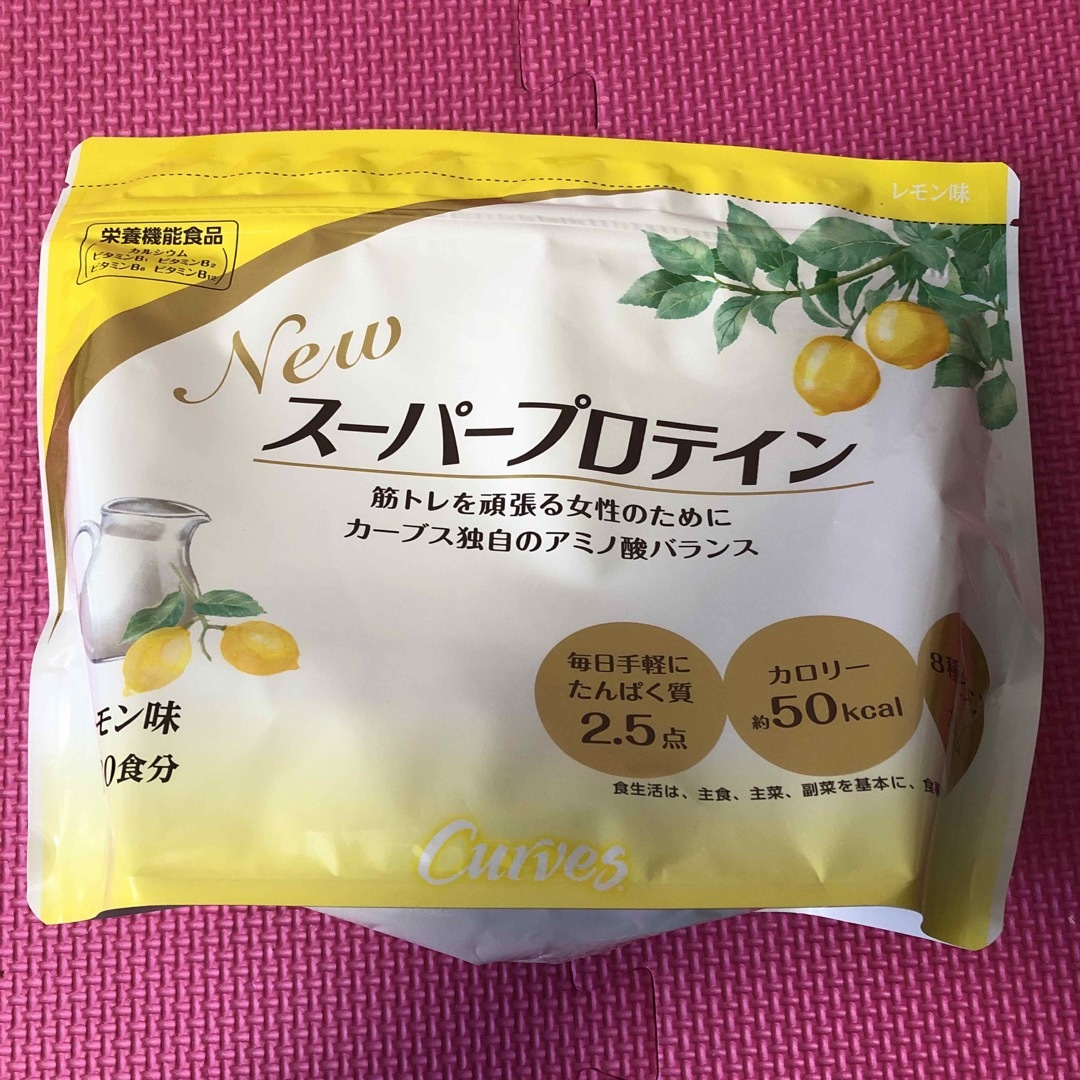 レモン味
栄養機能食品
カルシウム
ビタミンB1 ビタミンB2
ビタミンB6 ビタミンB12
New
スーパープロテイン
筋トレを頑張る女性のために
カーブス独自のアミノ酸バランス
モン味
0食分
毎日手軽に
たんぱく質
2.5点
カロリー
約50kcal
8種
食生活は、主食、主菜、副菜を基本に、食
Curves